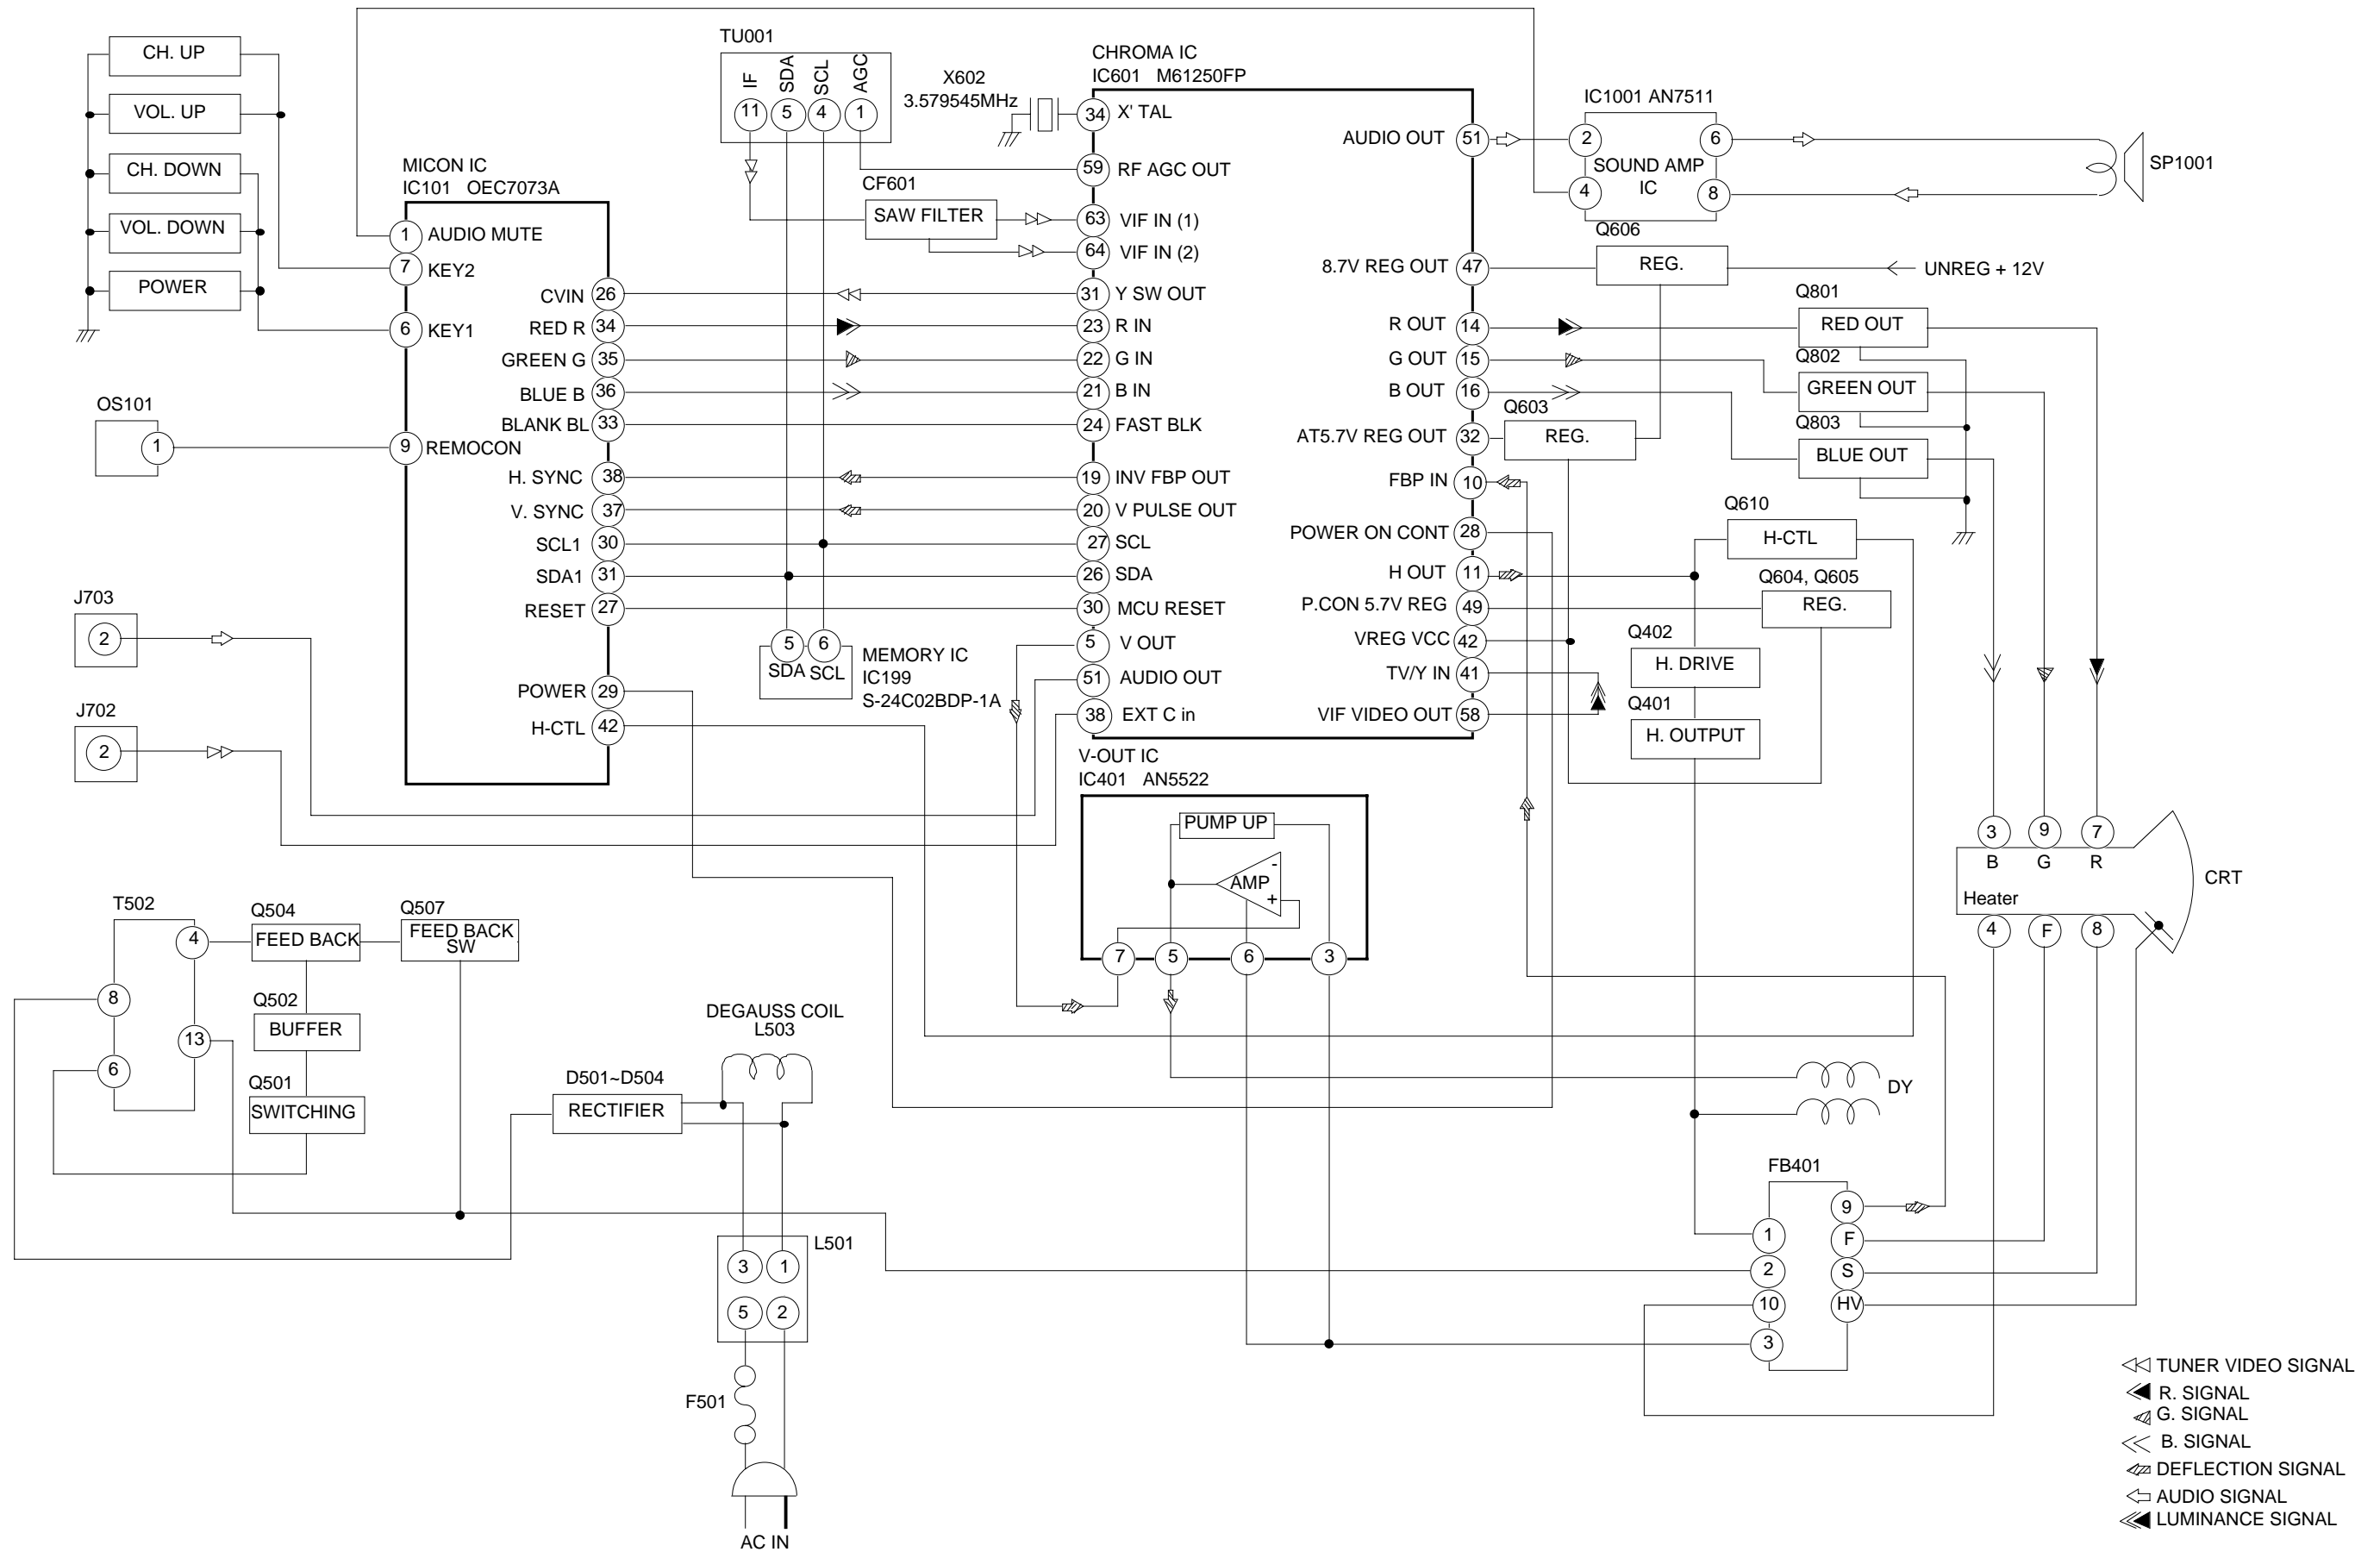 CH. UP
VOL. UP
CH. DOWN
VOL. DOWN
POWER
OS101
1
J703
2
J702
2
MICON IC
IC101 OEC7073A
1 AUDIO MUTE
7 KEY2
6 KEY1
9 REMOCON
CVIN 26
RED R 34
GREEN G 35
BLUE B 36
BLANK BL 33
H. SYNC 38
V. SYNC 37
SCL1 30
SDA1 31
RESET 27
POWER 29
H-CTL 42
TU001
IF SDA SCL AGC
11 5 4 1
CF601
SAW FILTER
X602
3.579545MHz
5 6
SDA SCL
MEMORY IC
IC199
S-24C02BDP-1A
CHROMA IC
IC601 M61250FP
34 X' TAL
59 RF AGC OUT
63 VIF IN (1)
64 VIF IN (2)
31 Y SW OUT
23 R IN
22 G IN
21 B IN
24 FAST BLK
19 INV FBP OUT
20 V PULSE OUT
27 SCL
26 SDA
30 MCU RESET
5 V OUT
51 AUDIO OUT
38 EXT C in
AUDIO OUT 51
8.7V REG OUT 47
R OUT 14
G OUT 15
B OUT 16
AT5.7V REG OUT 32
FBP IN 10
POWER ON CONT 28
H OUT 11
P.CON 5.7V REG 49
VREG VCC 42
TV/Y IN 41
VIF VIDEO OUT 58
IC1001 AN7511
2 6
SOUND AMP
IC
4 8
SP1001
Q606
REG.
UNREG + 12V
Q801
RED OUT
Q802
GREEN OUT
Q803
BLUE OUT
Q603
REG.
Q610
H-CTL
Q604, Q605
REG.
Q402
H. DRIVE
Q401
H. OUTPUT
V-OUT IC
IC401 AN5522
PUMP UP
-
AMP
+
7 5 6 3
3 9 7
B G R
Heater
CRT
4 F 8
T502
4
8
13
6
Q504
FEED BACK
Q507
FEED BACK
SW
Q502
BUFFER
Q501
SWITCHING
DEGAUSS COIL
L503
D501~D504
RECTIFIER
L501
3 1
5 2
F501
AC IN
DY
FB401
9
1
F
2
S
10
HV
3
TUNER VIDEO SIGNAL
R. SIGNAL
G. SIGNAL
B. SIGNAL
DEFLECTION SIGNAL
AUDIO SIGNAL
LUMINANCE SIGNAL